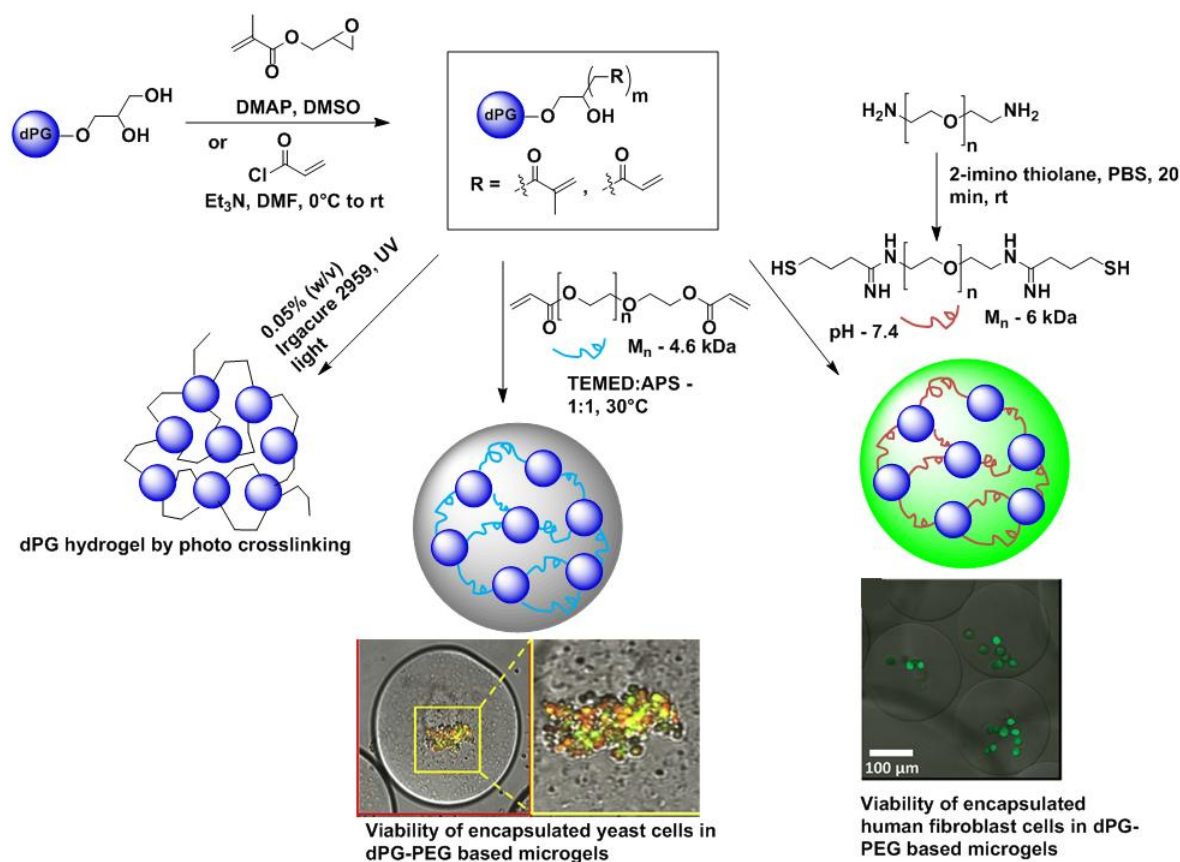 O
O
O
DMAP, DMSO
or
O
Cl
Et₃N, DMF, 0°C to rt
dPG
O
OH
OH
dPG
O
OH
R
m
R =
O
,
O
H₂N
O
n
NH₂
2-imino thiolane, PBS, 20
min, rt
HS
NH
H
N
O
n
H
N
NH
SH
pH - 7.4
Mₙ - 6 kDa
0.05% (w/v)
Irgacure 2959, UV
light
O
O
n
O
O
O
O
Mₙ - 4.6 kDa
TEMED:APS -
1:1, 30°C
dPG hydrogel by photo crosslinking
100 µm
Viability of encapsulated yeast cells in
dPG-PEG based microgels
Viability of encapsulated
human fibroblast cells in dPG-
PEG based microgels